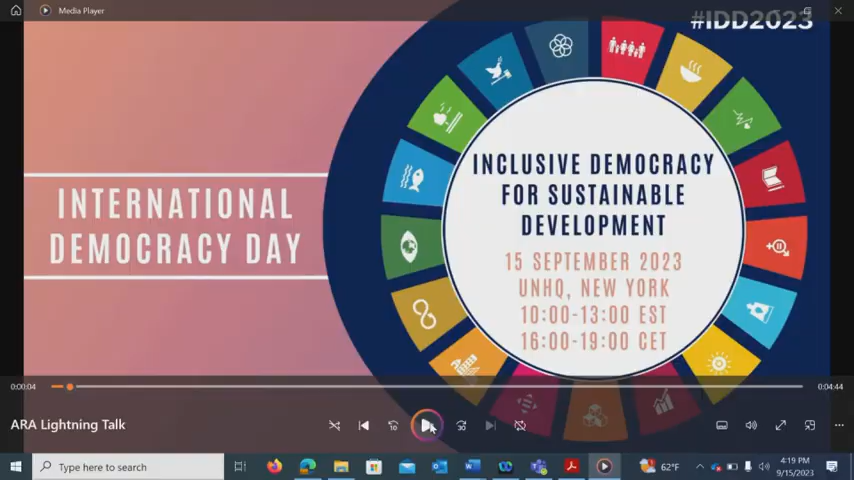 Media Player
#IDD2023
INTERNATIONAL
DEMOCRACY DAY
INCLUSIVE DEMOCRACY
FOR SUSTAINABLE
DEVELOPMENT
15 SEPTEMBER 2023
UNHQ, NEW YORK
10:00-13:00 EST
16:00-19:00 CET
0:00:04
0:04:44
ARA Lightning Talk
10
30
Type here to search
62°F
4:19 PM
9/15/2023